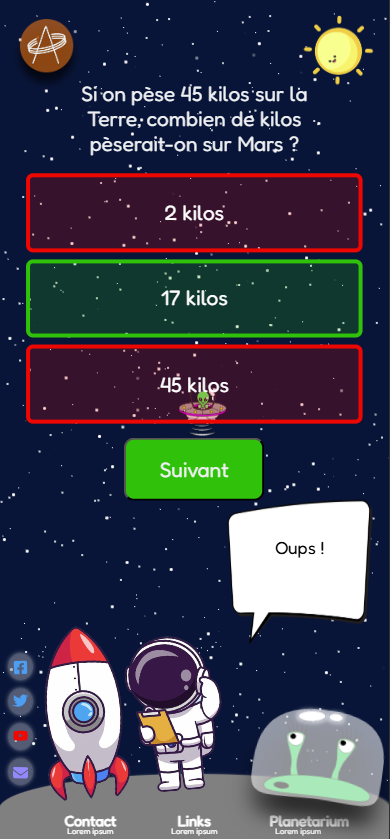 Si on pèse 45 kilos sur la
Terre, combien de kilos
pèserait-on sur Mars ?
2 kilos
17 kilos
45 kilos
Suivant
Oups !
Contact
Lorem ipsum
Links
Lorem ipsum
Planetarium
Lorem ipsum